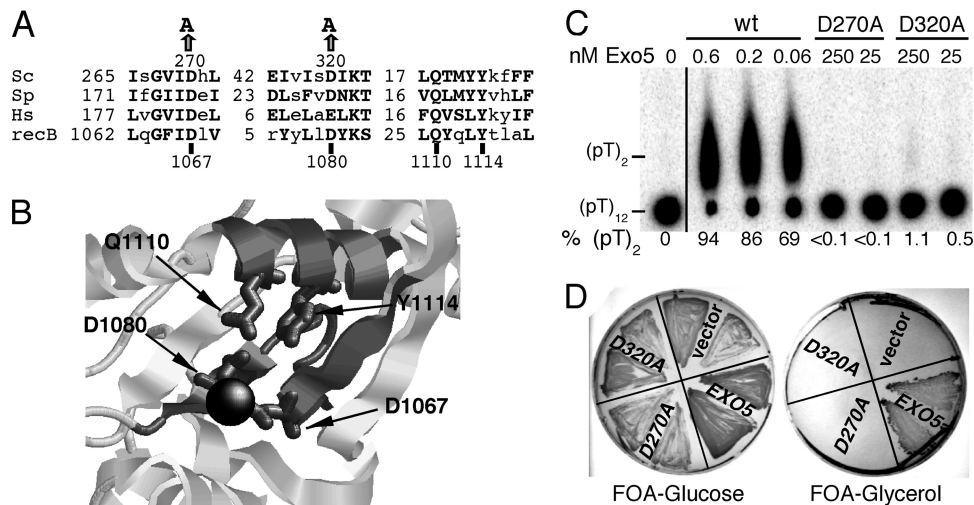 A
A A
270 320
Sc 265 IsGVIDhL 42 EIvIsDIKT 17 LQTMYYkfFF
Sp 171 IfGIIDeI 23 DLsFvDNKT 16 VQLMYYvhLF
Hs 177 LvGVIDeL 6 ELeLaELKT 16 FQVSLYkyIF
recB 1062 LqGFIDlV 5 rYyLlDYKS 25 LQYqLYtlaL
1067 1080 1110 1114
B
Q1110
Y1114
D1080
D1067
C
wt D270A D320A
nM Exo5 0 0.6 0.2 0.06 250 25 250 25
(pT)2
(pT)12
% (pT)2 0 94 86 69 <0.1 <0.1 1.1 0.5
D
D320A vector EXO5 D270A
D320A vector EXO5 D270A
FOA-Glucose FOA-Glycerol